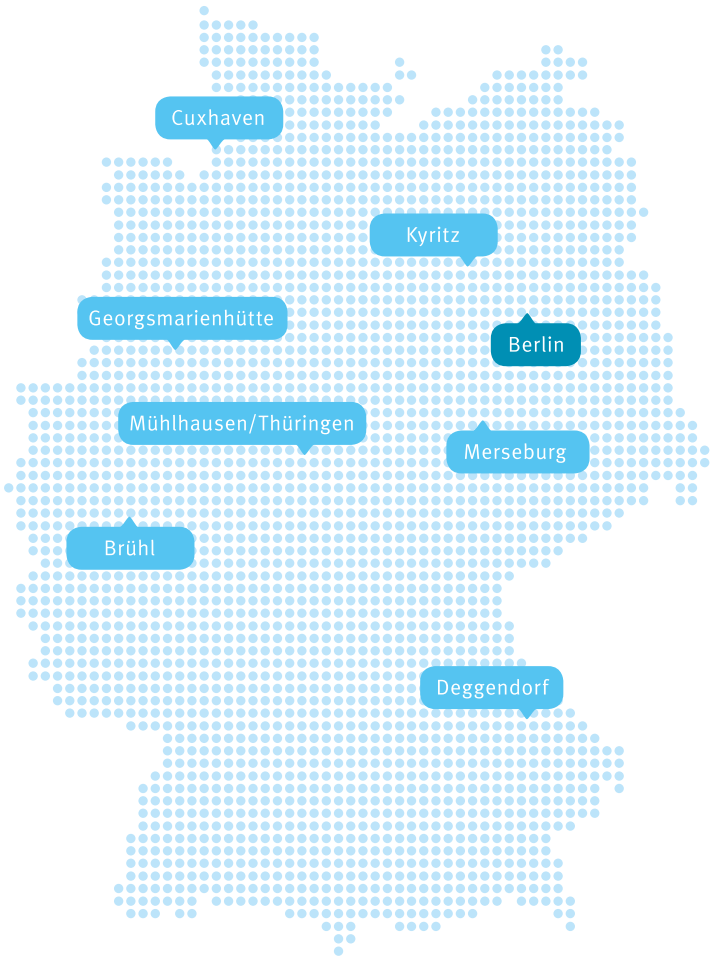 Cuxhaven
Kyritz
Georgsmarienhütte
Berlin
Mühlhausen/Thüringen
Merseburg
Brühl
Deggendorf